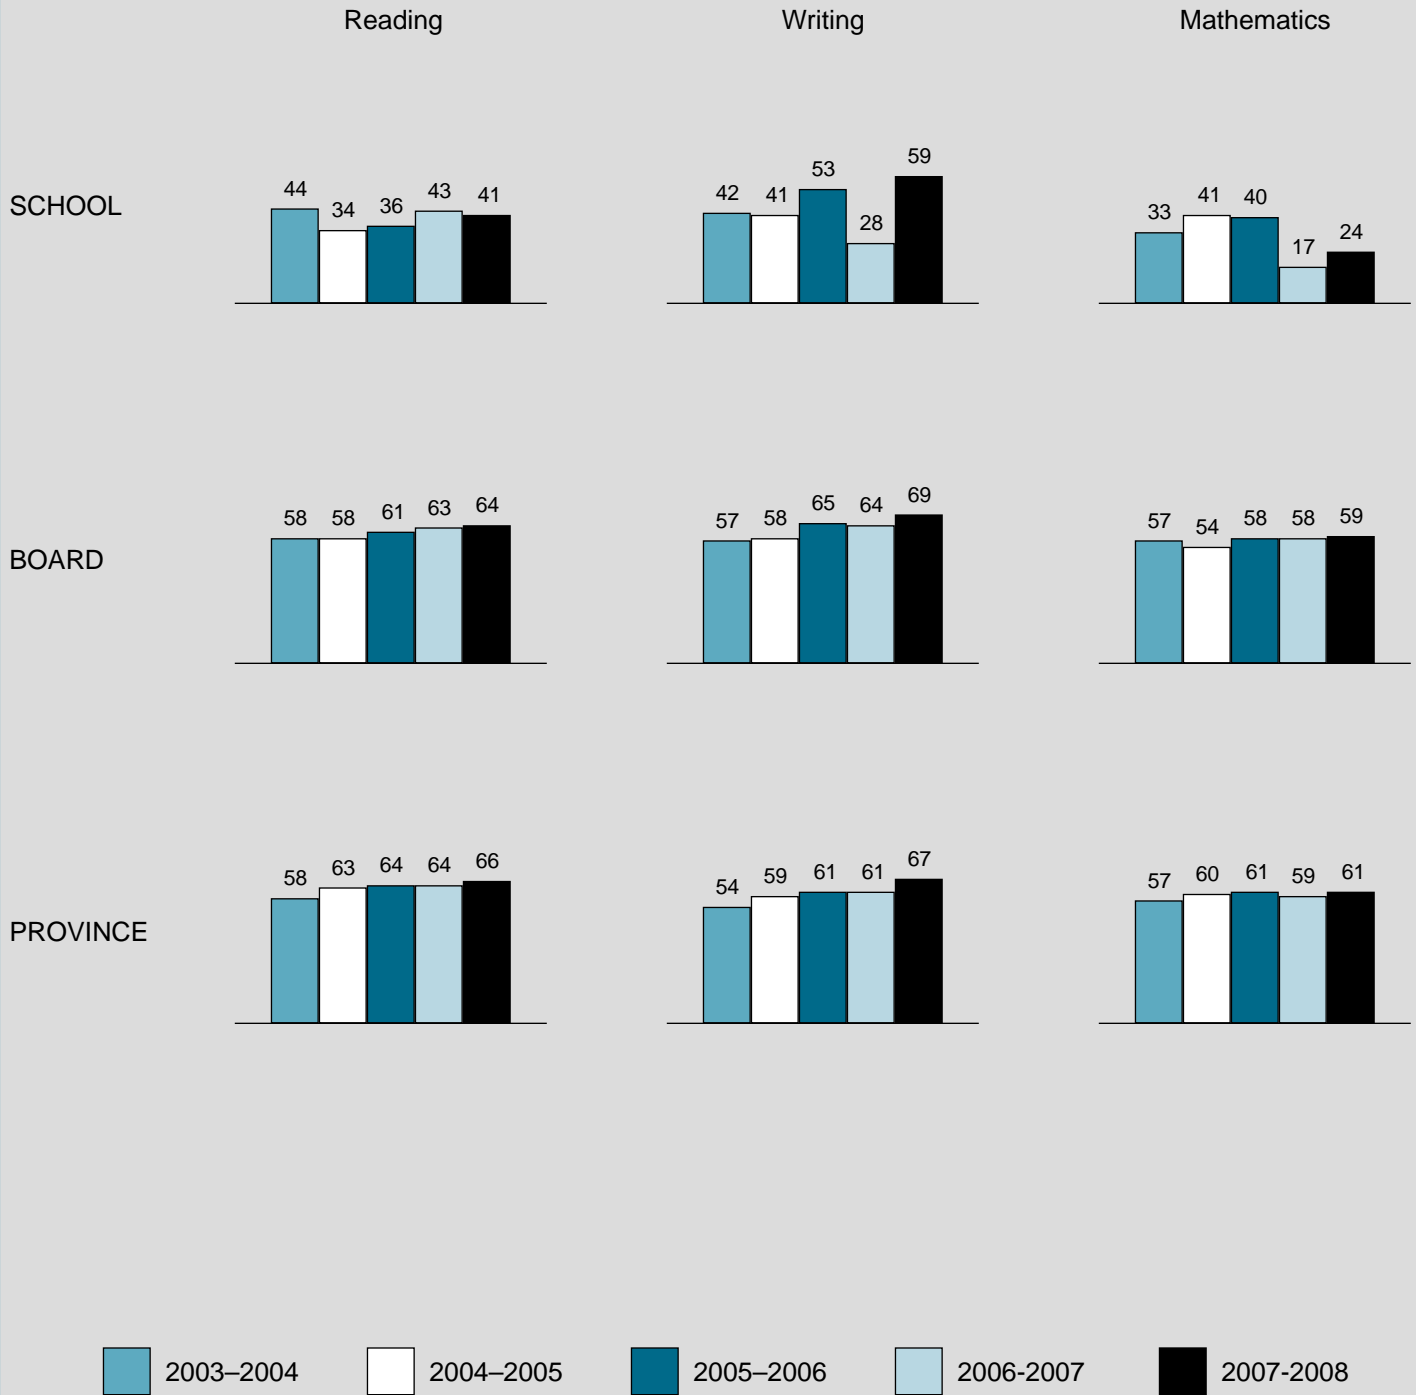 Reading Writing Mathematics
SCHOOL
44 34 36 43 41
42 41 53 28 59
33 41 40 17 24
BOARD
58 58 61 63 64
57 58 65 64 69
57 54 58 58 59
PROVINCE
58 63 64 64 66
54 59 61 61 67
57 60 61 59 61
2003–2004 2004–2005 2005–2006 2006-2007 2007-2008